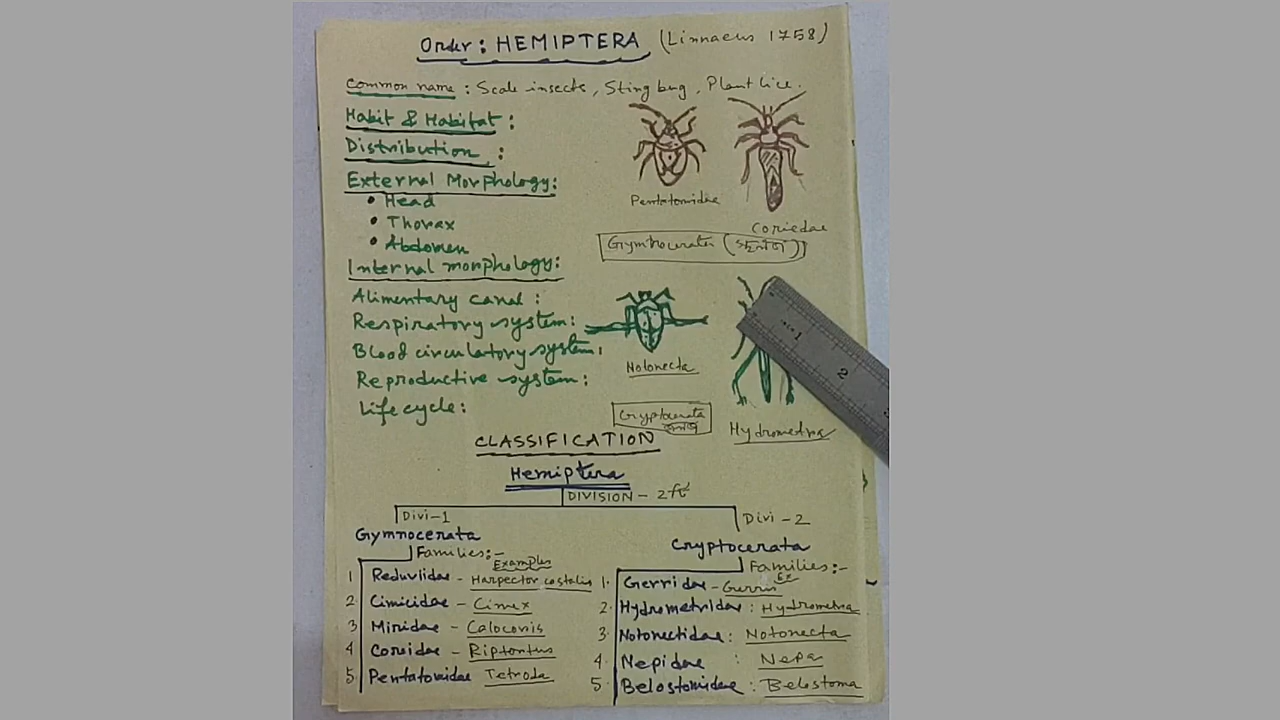 Order: HEMIPTERA (Linnaeus 1758)
Common name: Scale insects, Sting bug, Plant lice.
Habit & Habitat:
Distribution:
External Morphology:
• Head
• Thorax
• Abdomen
Internal morphology:
Alimentary canal:
Respiratory system:
Blood circulatory system:
Reproductive system:
Life cycle:
Pentatomidae
Coriedae
Gymnocerata
Notonecta
Cryptocerata
Hydrometra
1
2
CLASSIFICATION
Hemiptera
DIVISION - 2
Divi-1
Gymnocerata
Families:-
Examples
1 Reduviidae - Harpector costalis
2 Cimicidae - Cimex
3 Miridae - Caloconis
4 Coreidae - Riptortus
5 Pentatomidae Tetroda
Divi - 2
Cryptocerata
Families:-
Ex
1. Gerridae - Gerris
2. Hydrometridae: Hydrometra
3. Notonectidae: Notonecta
4. Nepidae : Nepa
5. Belostomidae: Belostoma